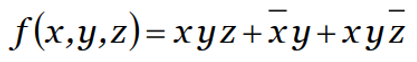 f(x,y,z) = xyz + x̅y + xyz̅